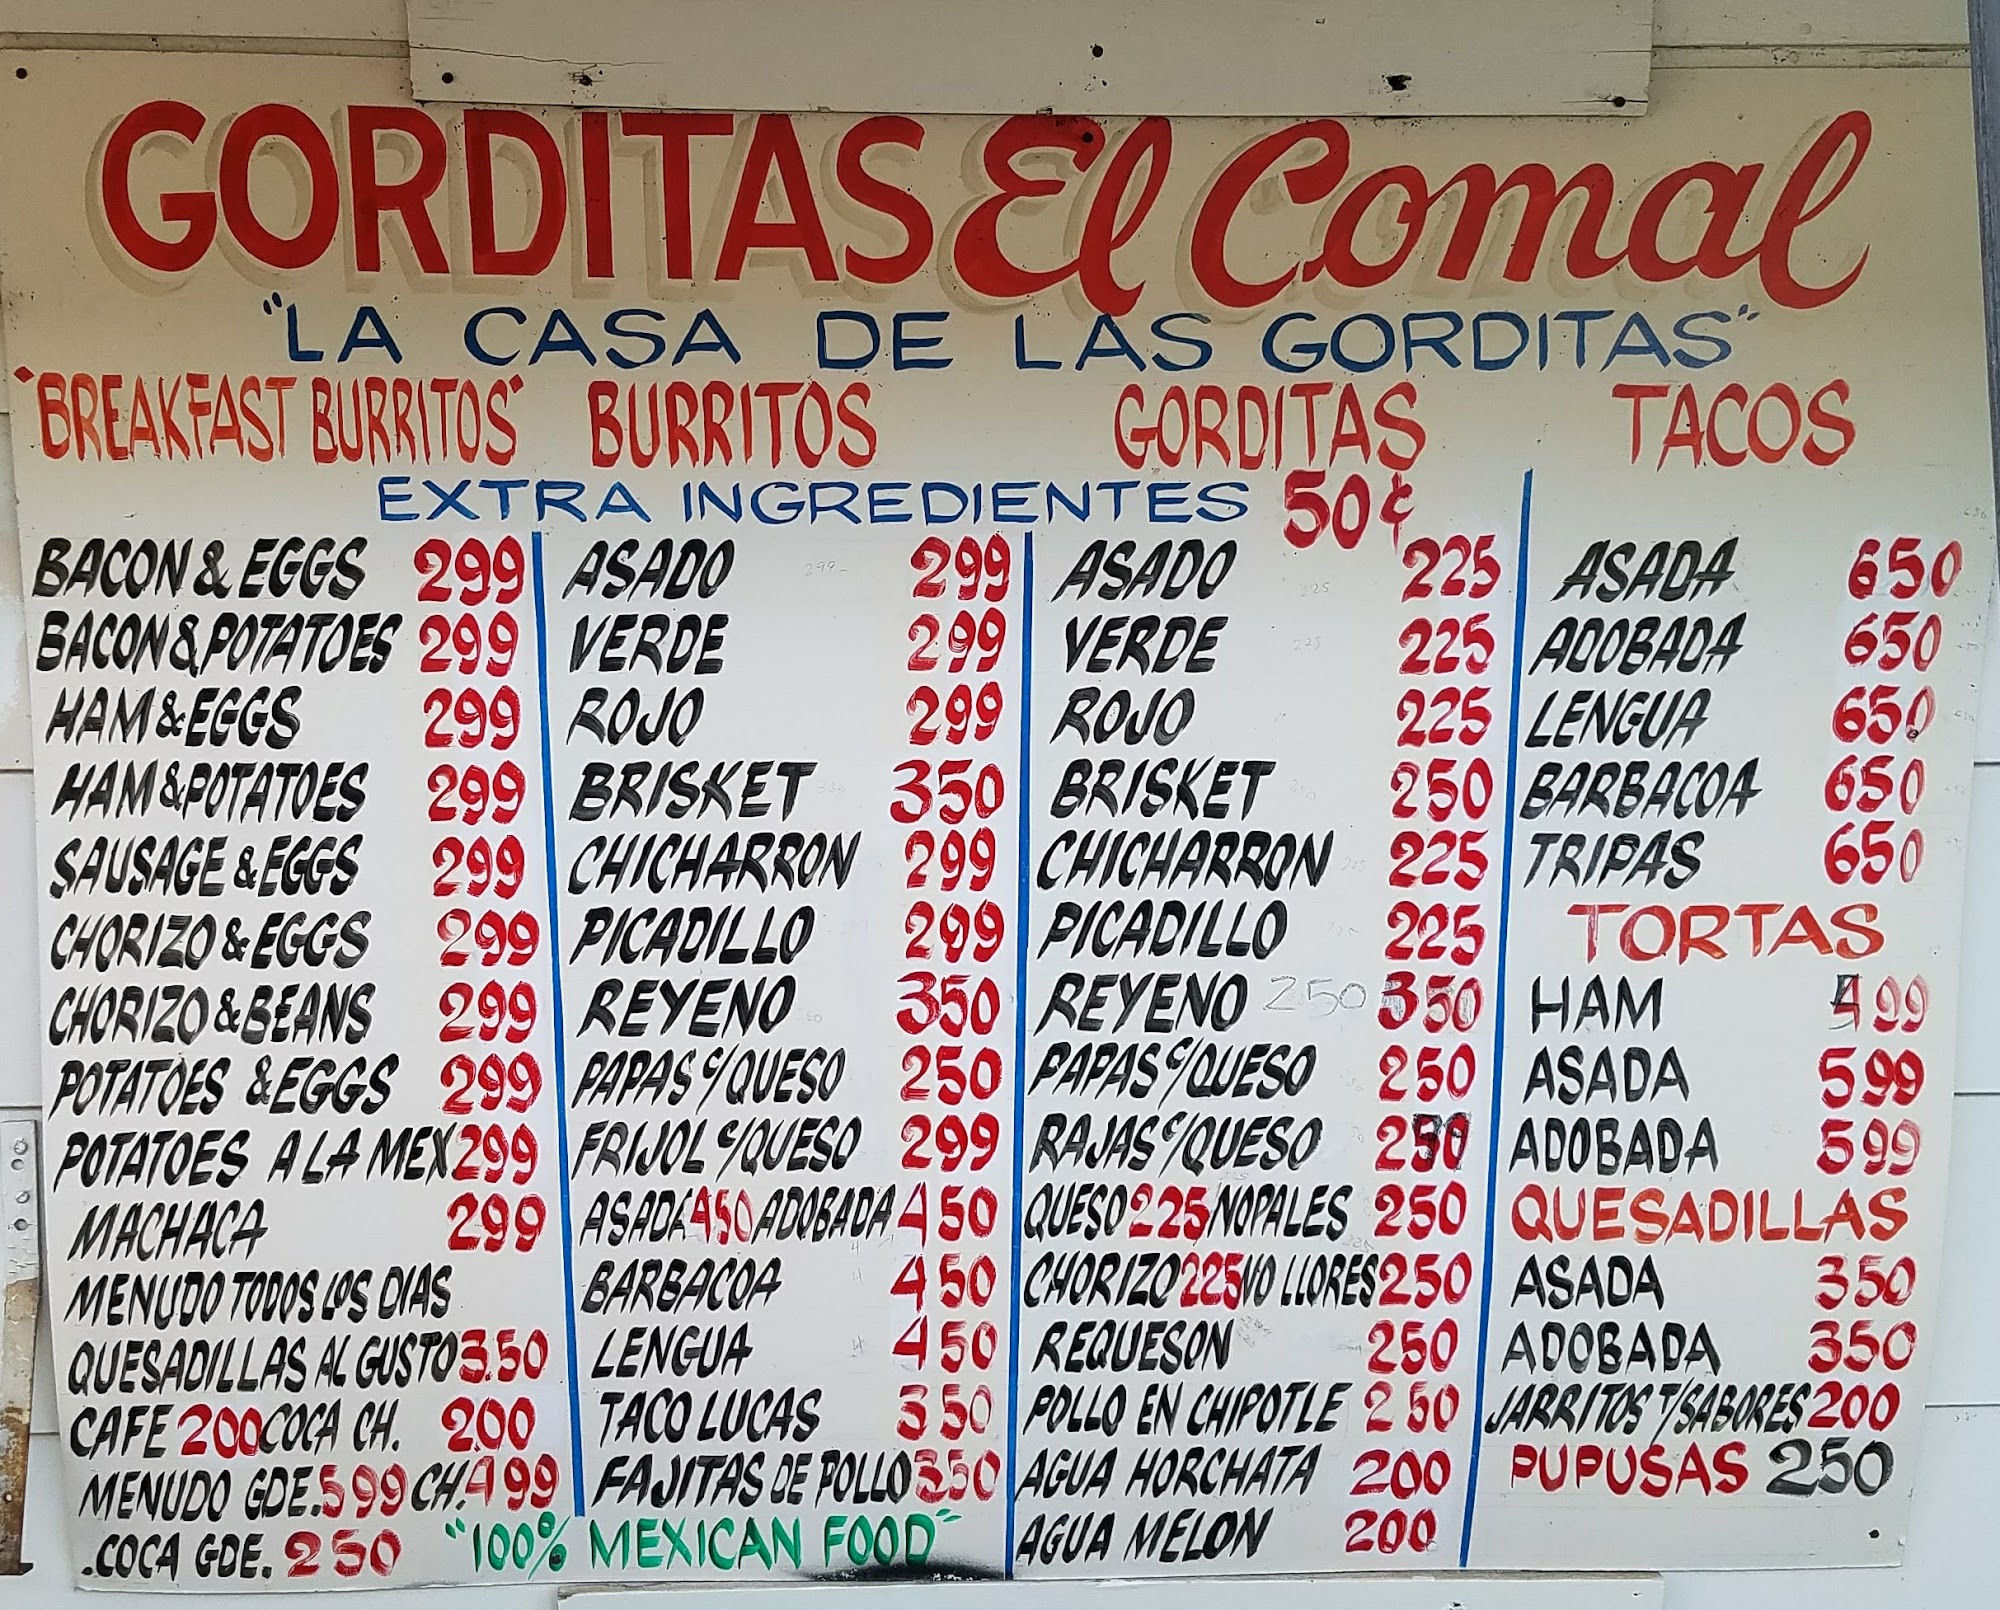 GORDITAS El Comal
"LA CASA DE LAS GORDITAS"
"BREAKFAST BURRITOS"
EXTRA INGREDIENTES 50¢
BACON & EGGS 299
BACON & POTATOES 299
HAM & EGGS 299
HAM & POTATOES 299
SAUSAGE & EGGS 299
CHORIZO & EGGS 299
CHORIZO & BEANS 299
POTATOES & EGGS 299
POTATOES A LA MEX 299
MACHACA 299
MENUDO TODOS LOS DIAS
QUESADILLAS AL GUSTO 3.50
CAFE 200 COCA CH. 200
MENUDO GDE. 599 CH. 499
.COCA GDE. 250
BURRITOS
ASADO 299
VERDE 299
ROJO 299
BRISKET 350
CHICHARRON 299
PICADILLO 299
REYENO 350
PAPAS C/QUESO 250
FRIJOL C/QUESO 299
ASADA 450 ADOBADA 450
BARBACOA 450
LENGUA 450
TACO LUCAS 350
FAJITAS DE POLLO 350
"100% MEXICAN FOOD"
GORDITAS
ASADO 225
VERDE 225
ROJO 225
BRISKET 250
CHICHARRON 225
PICADILLO 225
REYENO 250 350
PAPAS C/QUESO 250
RAJAS C/QUESO 250
QUESO 225 NOPALES 250
CHORIZO 225 NO LLORES 250
REQUESON 250
POLLO EN CHIPOTLE 250
AGUA HORCHATA 200
AGUA MELON 200
TACOS
ASADA 650
ADOBADA 650
LENGUA 650
BARBACOA 650
TRIPAS 650
TORTAS
HAM 499
ASADA 599
ADOBADA 599
QUESADILLAS
ASADA 350
ADOBADA 350
JARRITOS T/SABORES 200
PUPUSAS 250